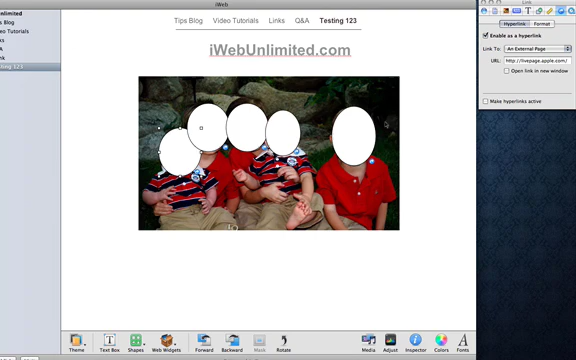 iWeb
Link
nlimited
s Blog
eo Tutorials
ks
A
nk
ting 123
Tips Blog Video Tutorials Links Q&A Testing 123
iWebUnlimited.com
Hyperlink Format
Enable as a hyperlink
Link To: An External Page
URL: http://livepage.apple.com/
Open link in new window
Make hyperlinks active
Theme Text Box Shapes Web Widgets Forward Backward Mask Rotate Media Adjust Inspector Colors Fonts